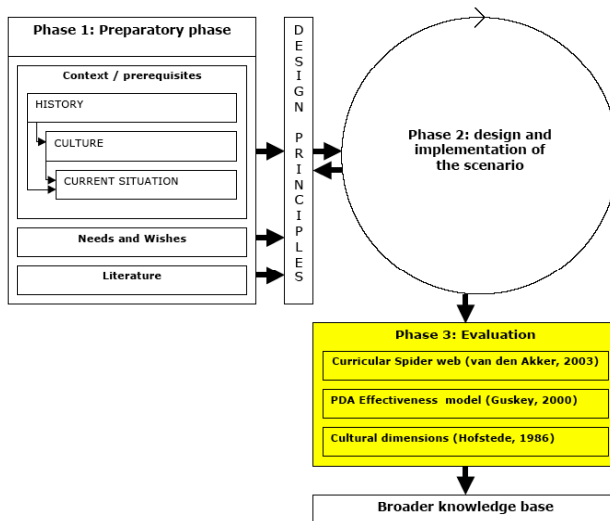 Phase 1: Preparatory phase
Context / prerequisites
HISTORY
CULTURE
CURRENT SITUATION
Needs and Wishes
Literature
DESIGN PRINCIPLES
Phase 2: design and
implementation of
the scenario
Phase 3: Evaluation
Curricular Spider web (van den Akker, 2003)
PDA Effectiveness model (Guskey, 2000)
Cultural dimensions (Hofstede, 1986)
Broader knowledge base